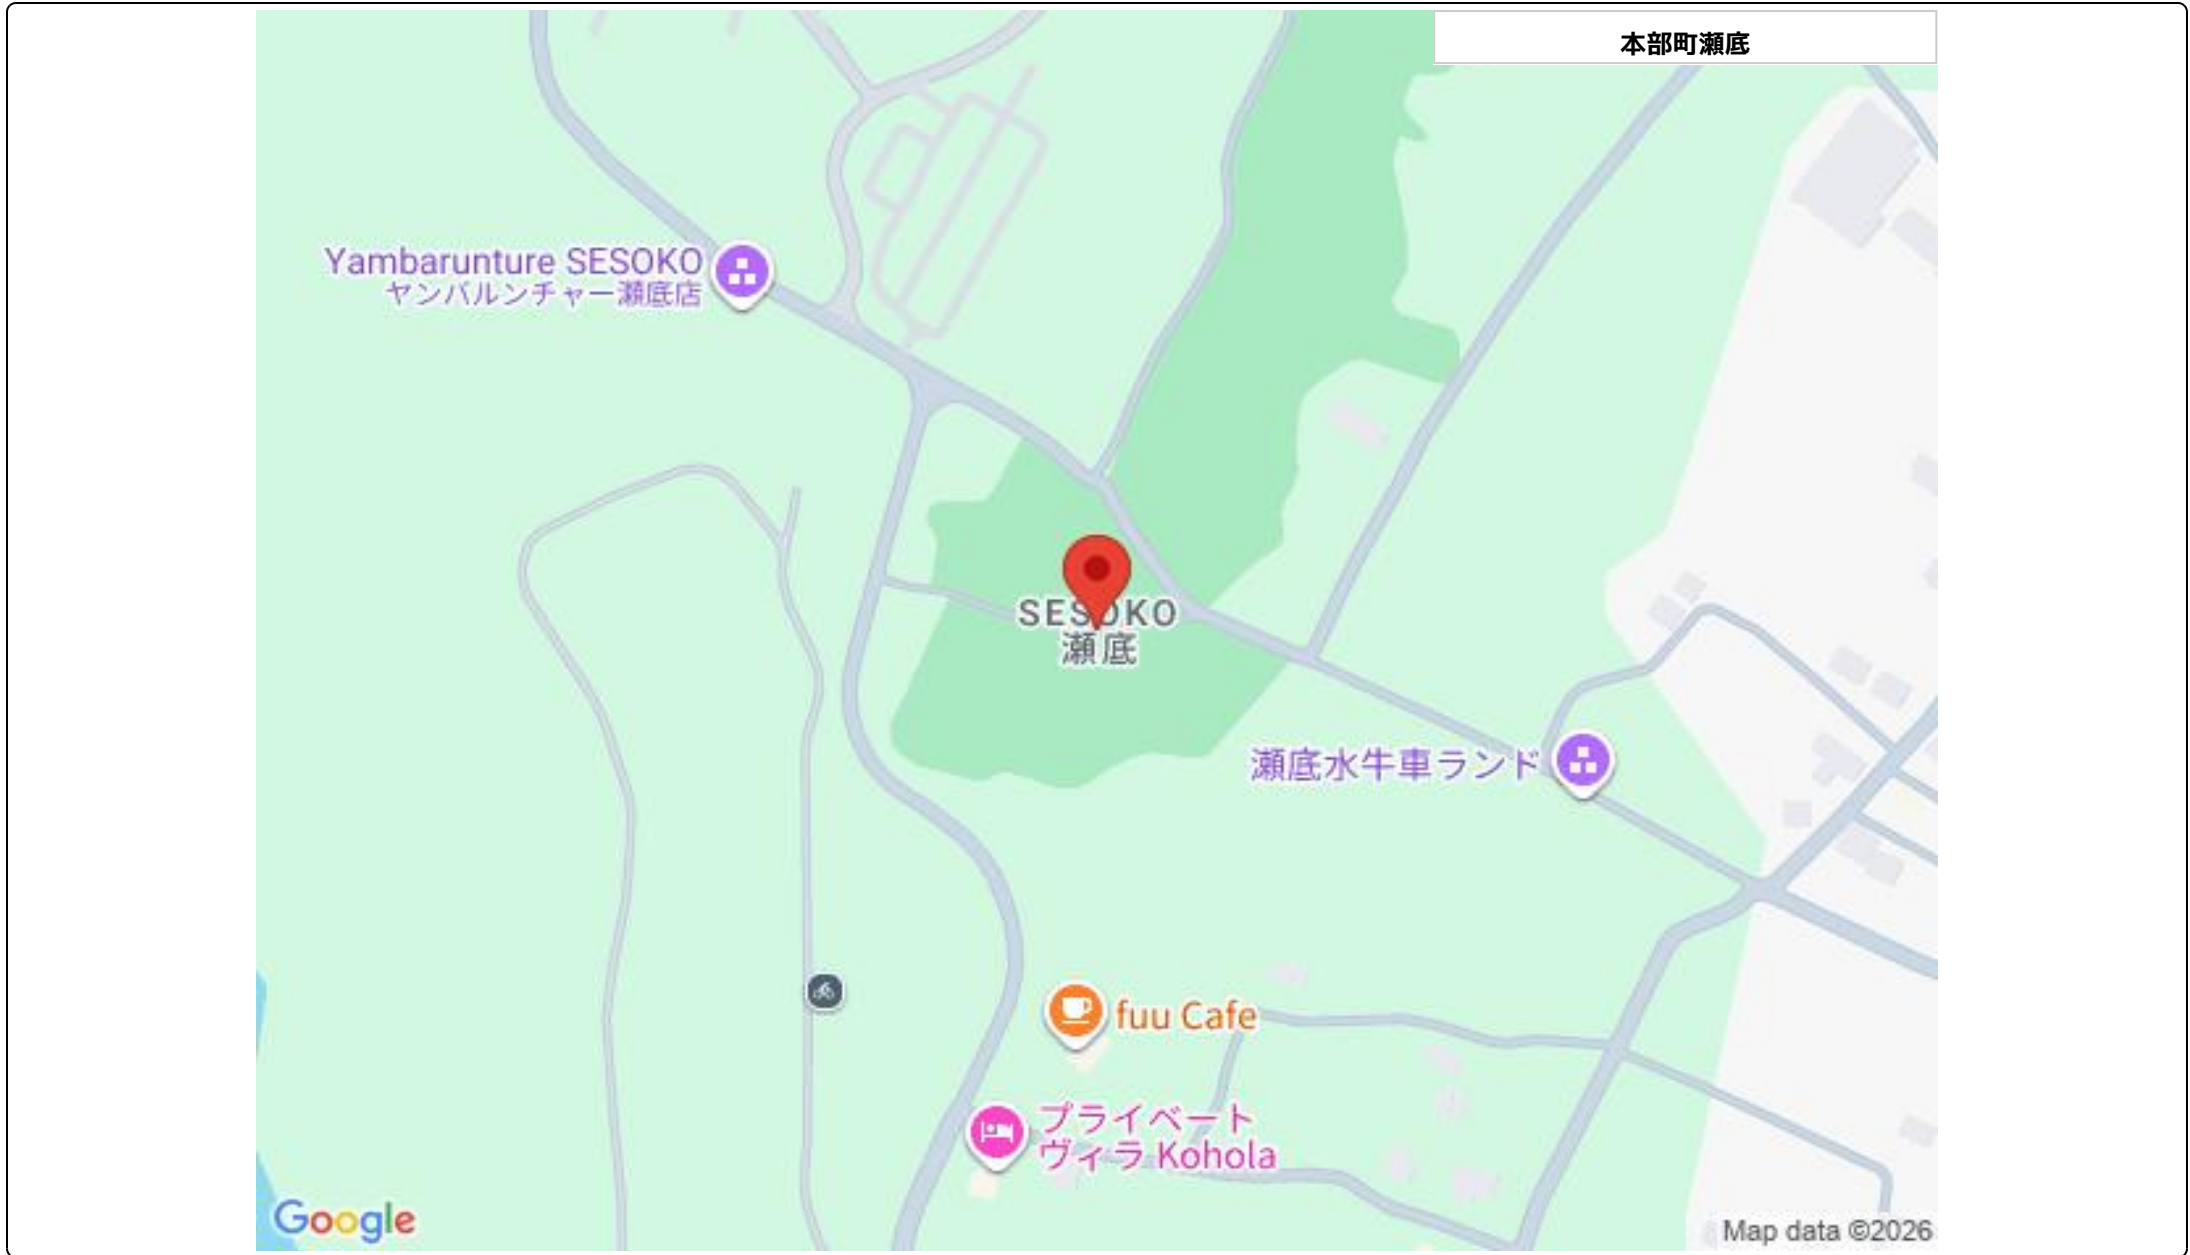 本部町瀬底
Yambarunture SESOKO
ヤンバルンチャー瀬底店
SESOKO
瀬底
瀬底水牛車ランド
fuu Cafe
プライベート
ヴィラ Kohola
Google
Map data ©2026